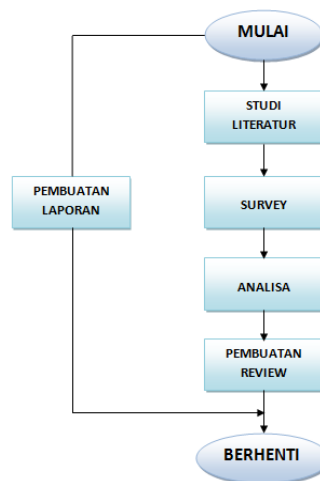 MULAI
STUDI
LITERATUR
PEMBUATAN
LAPORAN
SURVEY
ANALISA
PEMBUATAN
REVIEW
BERHENTI